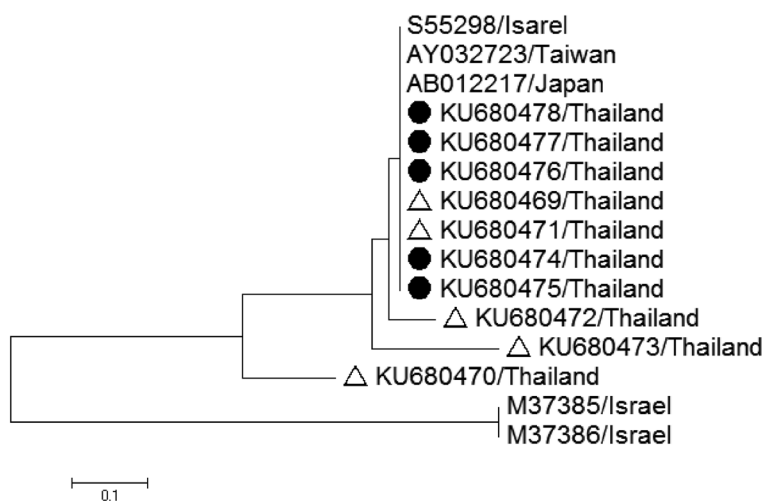 S55298/Isarel
AY032723/Taiwan
AB012217/Japan
KU680478/Thailand
KU680477/Thailand
KU680476/Thailand
KU680469/Thailand
KU680471/Thailand
KU680474/Thailand
KU680475/Thailand
KU680472/Thailand
KU680473/Thailand
KU680470/Thailand
M37385/Israel
M37386/Israel
0.1